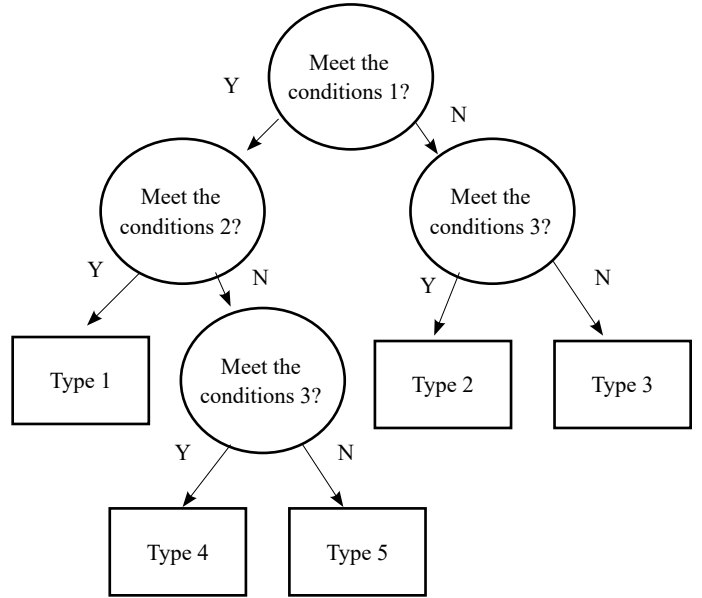 Meet the
conditions 1?
Y
N
Meet the
conditions 2?
Meet the
conditions 3?
Y
N
Y
N
Type 1
Meet the
conditions 3?
Type 2
Type 3
Y
N
Type 4
Type 5